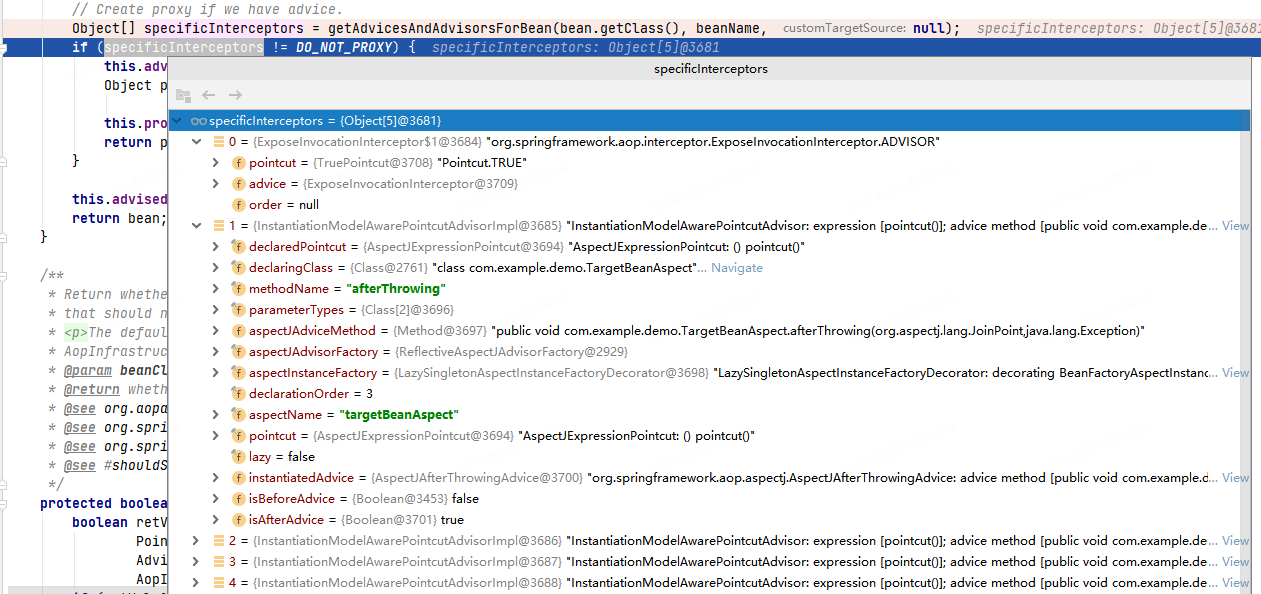 // Create proxy if we have advice.
Object[] specificInterceptors = getAdvicesAndAdvisorsForBean(bean.getClass(), beanName, customTargetSource: null); specificInterceptors: Object[5]@3681
if (specificInterceptors != DO_NOT_PROXY) { specificInterceptors: Object[5]@3681
this.adv
specificInterceptors
Object p
this.pro
specificInterceptors = {Object[5]@3681}
return p
0 = {ExposeInvocationInterceptor$1@3684} "org.springframework.aop.interceptor.ExposeInvocationInterceptor.ADVISOR"
}
pointcut = {TruePointcut@3708} "Pointcut.TRUE"
advice = {ExposeInvocationInterceptor@3709}
this.advised
order = null
return bean;
1 = {InstantiationModelAwarePointcutAdvisorImpl@3685} "InstantiationModelAwarePointcutAdvisor: expression [pointcut()]; advice method [public void com.example.de... View
}
declaredPointcut = {AspectJExpressionPointcut@3694} "AspectJExpressionPointcut: () pointcut()"
declaringClass = {Class@2761} "class com.example.demo.TargetBeanAspect"... Navigate
/**
methodName = "afterThrowing"
* Return whethe
* that should n
parameterTypes = {Class[2]@3696}
* <p>The defaul
aspectJAdviceMethod = {Method@3697} "public void com.example.demo.TargetBeanAspect.afterThrowing(org.aspectj.lang.JoinPoint,java.lang.Exception)"
* AopInfrastruc
aspectJAdvisorFactory = {ReflectiveAspectJAdvisorFactory@2929}
* @param beanCl
aspectInstanceFactory = {LazySingletonAspectInstanceFactoryDecorator@3698} "LazySingletonAspectInstanceFactoryDecorator: decorating BeanFactoryAspectInstanc... View
* @return wheth
declarationOrder = 3
* @see org.aopa
aspectName = "targetBeanAspect"
* @see org.spri
pointcut = {AspectJExpressionPointcut@3694} "AspectJExpressionPointcut: () pointcut()"
* @see org.spri
lazy = false
* @see #shouldS
instantiatedAdvice = {AspectJAfterThrowingAdvice@3700} "org.springframework.aop.aspectj.AspectJAfterThrowingAdvice: advice method [public void com.example.d... View
*/
isBeforeAdvice = {Boolean@3453} false
protected boolea
isAfterAdvice = {Boolean@3701} true
boolean retV
Poin
2 = {InstantiationModelAwarePointcutAdvisorImpl@3686} "InstantiationModelAwarePointcutAdvisor: expression [pointcut()]; advice method [public void com.example.de... View
Advi
3 = {InstantiationModelAwarePointcutAdvisorImpl@3687} "InstantiationModelAwarePointcutAdvisor: expression [pointcut()]; advice method [public void com.example.de... View
AopI
4 = {InstantiationModelAwarePointcutAdvisorImpl@3688} "InstantiationModelAwarePointcutAdvisor: expression [pointcut()]; advice method [public void com.example.de... View